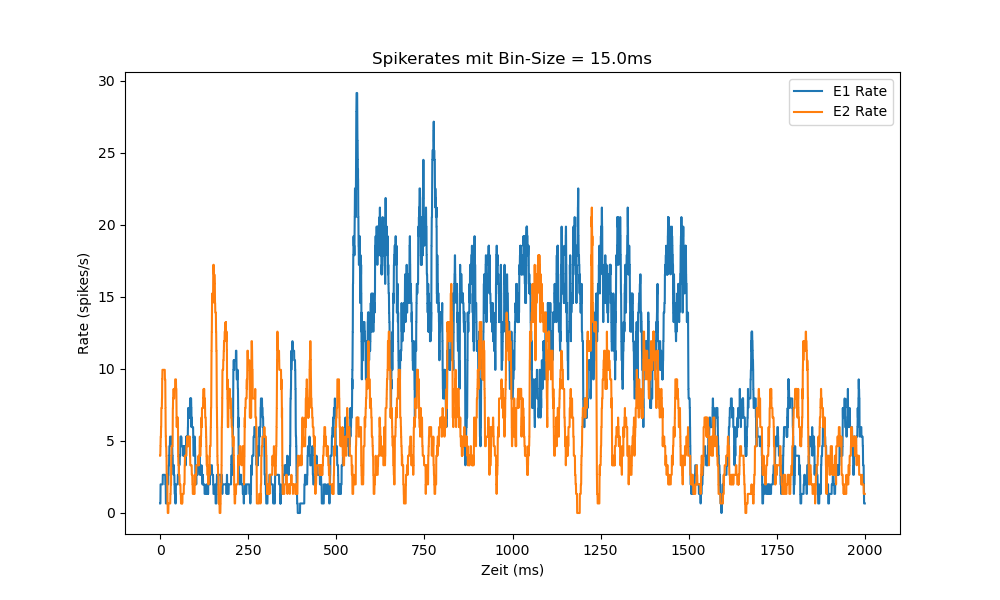 Spikerates mit Bin-Size = 15.0ms
E1 Rate
E2 Rate
30
25
20
15
10
5
0
Rate (spikes/s)
0 250 500 750 1000 1250 1500 1750 2000
Zeit (ms)